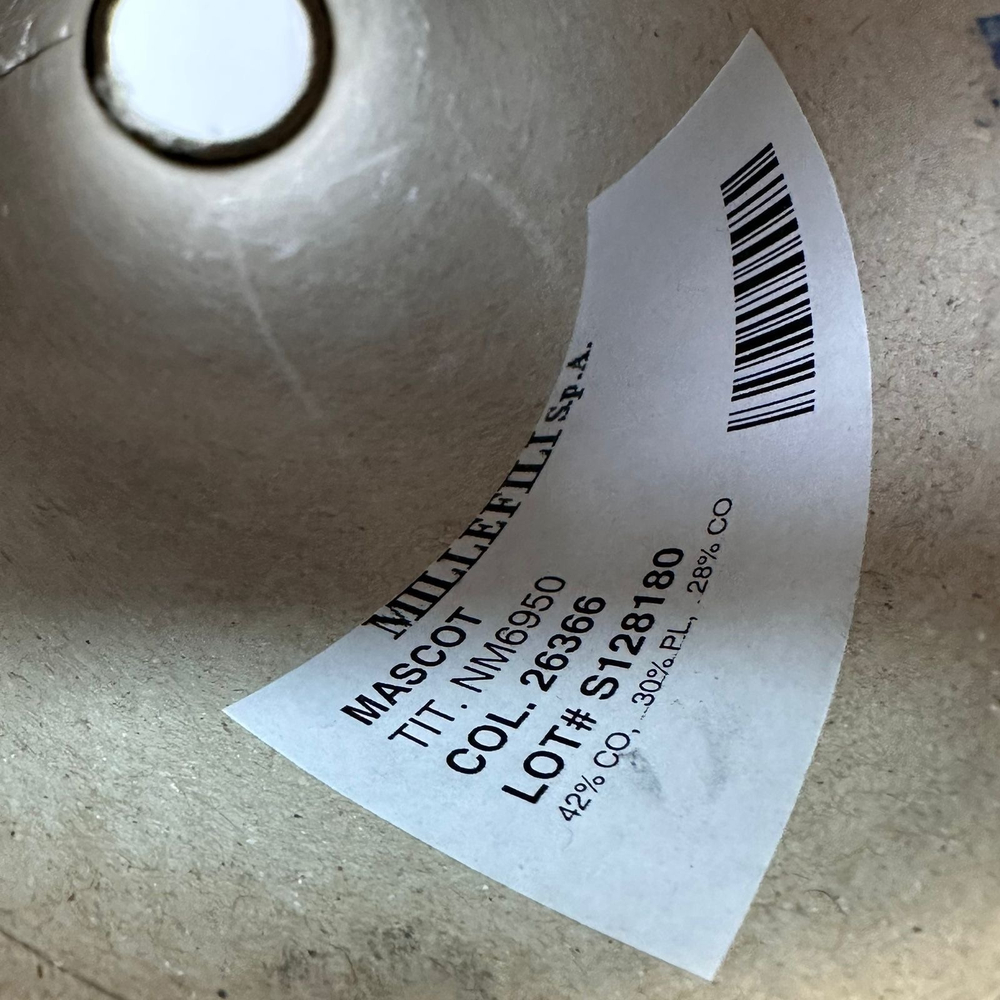 MILLEFILI S.p.A.
MASCOT
TIT. NM6950
COL. 26366
LOT# S128180
42% CO, 30% PL, 28% CO